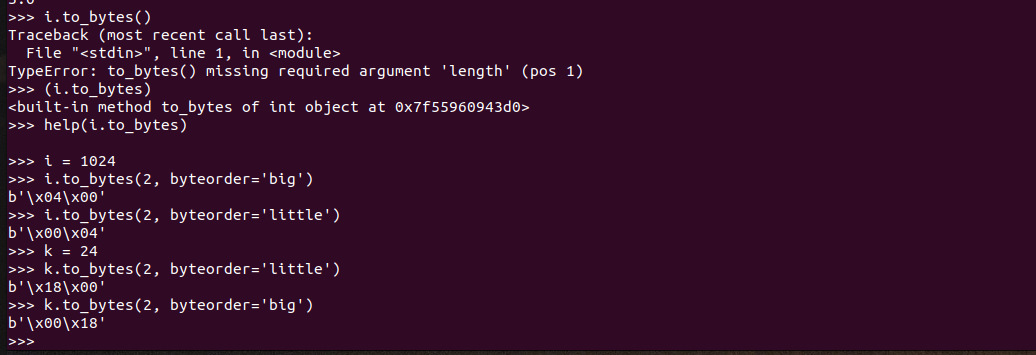 >>> i.to_bytes()
Traceback (most recent call last):
  File "<stdin>", line 1, in <module>
TypeError: to_bytes() missing required argument 'length' (pos 1)
>>> (i.to_bytes)
<built-in method to_bytes of int object at 0x7f55960943d0>
>>> help(i.to_bytes)

>>> i = 1024
>>> i.to_bytes(2, byteorder='big')
b'\x04\x00'
>>> i.to_bytes(2, byteorder='little')
b'\x00\x04'
>>> k = 24
>>> k.to_bytes(2, byteorder='little')
b'\x18\x00'
>>> k.to_bytes(2, byteorder='big')
b'\x00\x18'
>>>